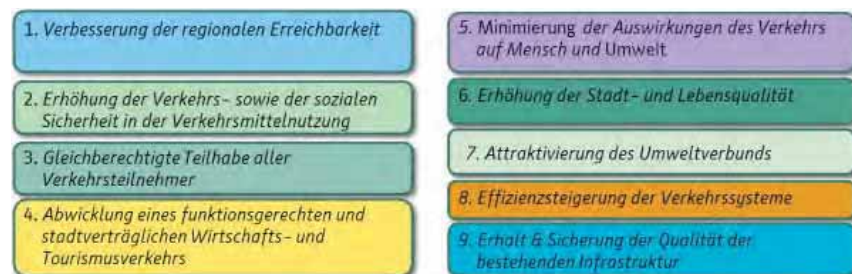 1. Verbesserung der regionalen Erreichbarkeit
2. Erhöhung der Verkehrs- sowie der sozialen
Sicherheit in der Verkehrsmittelnutzung
3. Gleichberechtigte Teilhabe aller
Verkehrsteilnehmer
4. Abwicklung eines funktionsgerechten und
stadtverträglichen Wirtschafts- und
Tourismusverkehrs
5. Minimierung der Auswirkungen des Verkehrs
auf Mensch und Umwelt
6. Erhöhung der Stadt- und Lebensqualität
7. Attraktivierung des Umweltverbunds
8. Effizienzsteigerung der Verkehrssysteme
9. Erhalt & Sicherung der Qualität der
bestehenden Infrastruktur